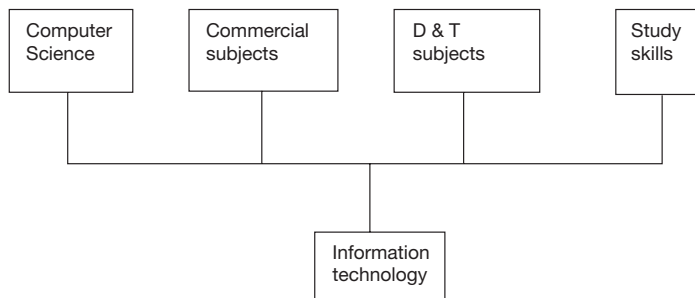 Computer
Science
Commercial
subjects
D & T
subjects
Study
skills
Information
technology